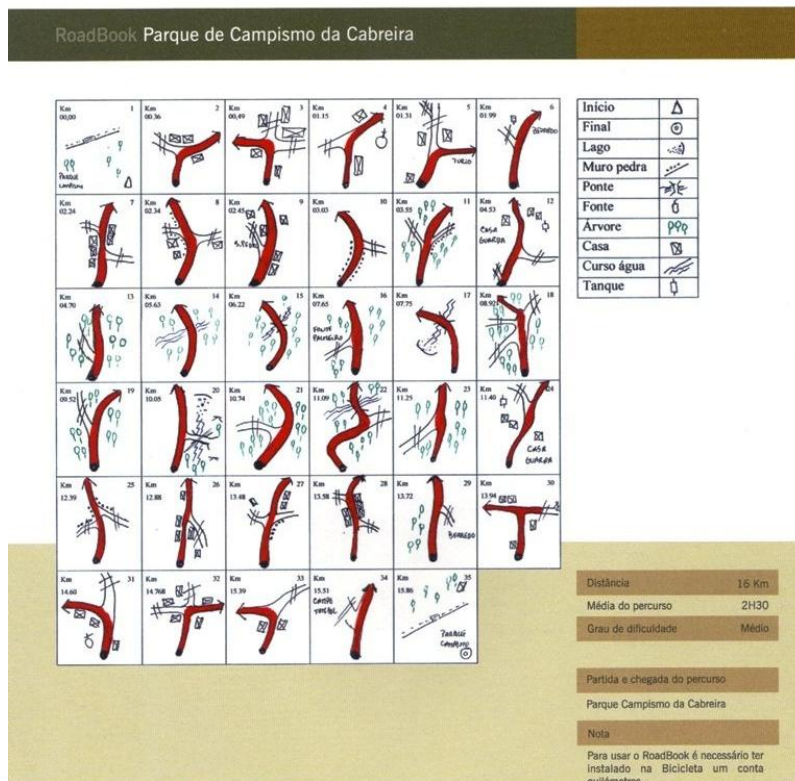 RoadBook Parque de Campismo da Cabreira
Km 1
00,00
PARQUE
CAMPISMO
Km 2
00.36
Km 3
00,49
Km 4
01.15
Km 5
01.31
TURIO
Km 6
01.99
ZEBRADO
Km 7
02.24
Km 8
02.34
Km 9
02.45
Km 10
03.03
Km 11
03.55
Km 12
04.53
CASA
GUARDA
Km 13
04.70
Km 14
05.63
Km 15
06.22
Km 16
07.65
FONTE
Km 17
07.75
Km 18
08.92
Km 19
09.52
Km 20
10.05
Km 21
10.74
Km 22
11.09
Km 23
11.25
Km 24
11.40
CASA
GUARDA
Km 25
12.39
Km 26
12.88
Km 27
13.48
Km 28
13.58
Km 29
13.72
Km 30
13.94
Km 31
14.60
Km 32
14.768
Km 33
15.39
Km 34
15.51
CAMPO
Km 35
15.86
PARQUE
CAMPISMO
Início
Final
Lago
Muro pedra
Ponte
Fonte
Árvore
Casa
Curso água
Tanque
Distância 16 Km
Média do percurso 2H30
Grau de dificuldade Médio
Partida e chegada do percurso
Parque Campismo da Cabreira
Nota
Para usar o RoadBook é necessário ter
instalado na Bicicleta um conta
quilómetros